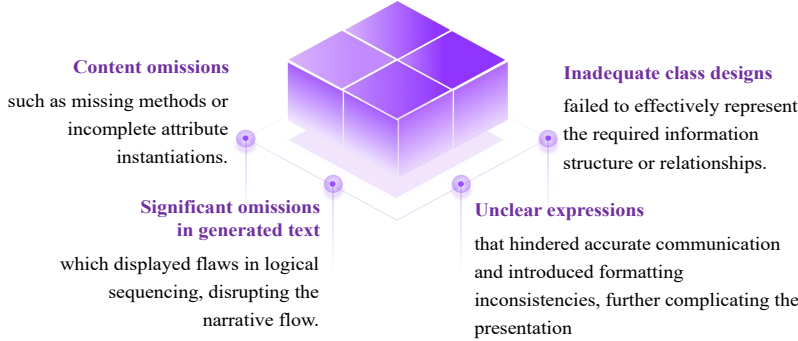 Content omissions
such as missing methods or
incomplete attribute
instantiations.
Significant omissions
in generated text
which displayed flaws in logical
sequencing, disrupting the
narrative flow.
Inadequate class designs
failed to effectively represent
the required information
structure or relationships.
Unclear expressions
that hindered accurate communication
and introduced formatting
inconsistencies, further complicating the
presentation